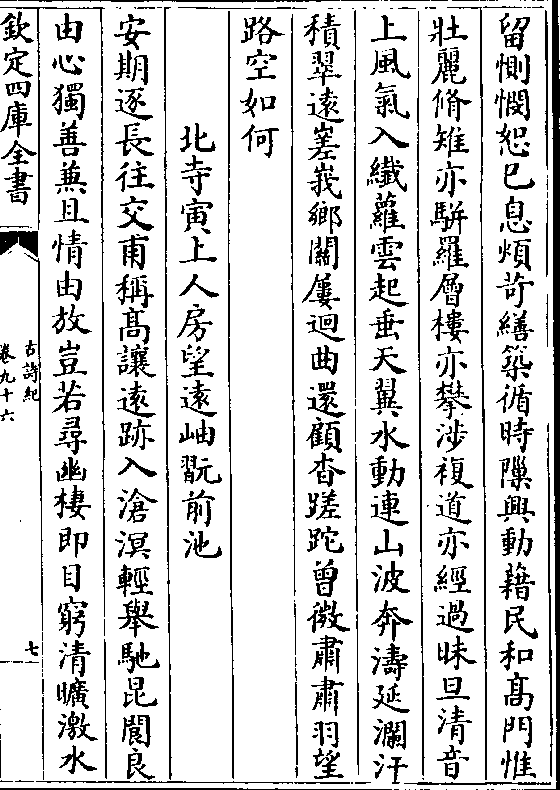 留惻憫恕已息煩苛繕築循時隟興動藉民和髙門惟
壯麗脩雉亦駢羅層樓亦攀涉複道亦經過昧旦清音
上風氣入纎蘿雲起垂天翼水動連山波奔濤延瀾汗
積翠逺嵳峩鄉關屢迴曲還顧杳蹉跎曾微肅肅羽望
路空如何
北寺寅上人房望逺岫翫前池
安期逐長往交甫稱髙讓逺跡入滄溟輕舉馳昆閬良
由心獨善兼且情由放豈若尋幽棲即目窮清曠激水
欽定四庫全書
古詩紀
卷九十六
七